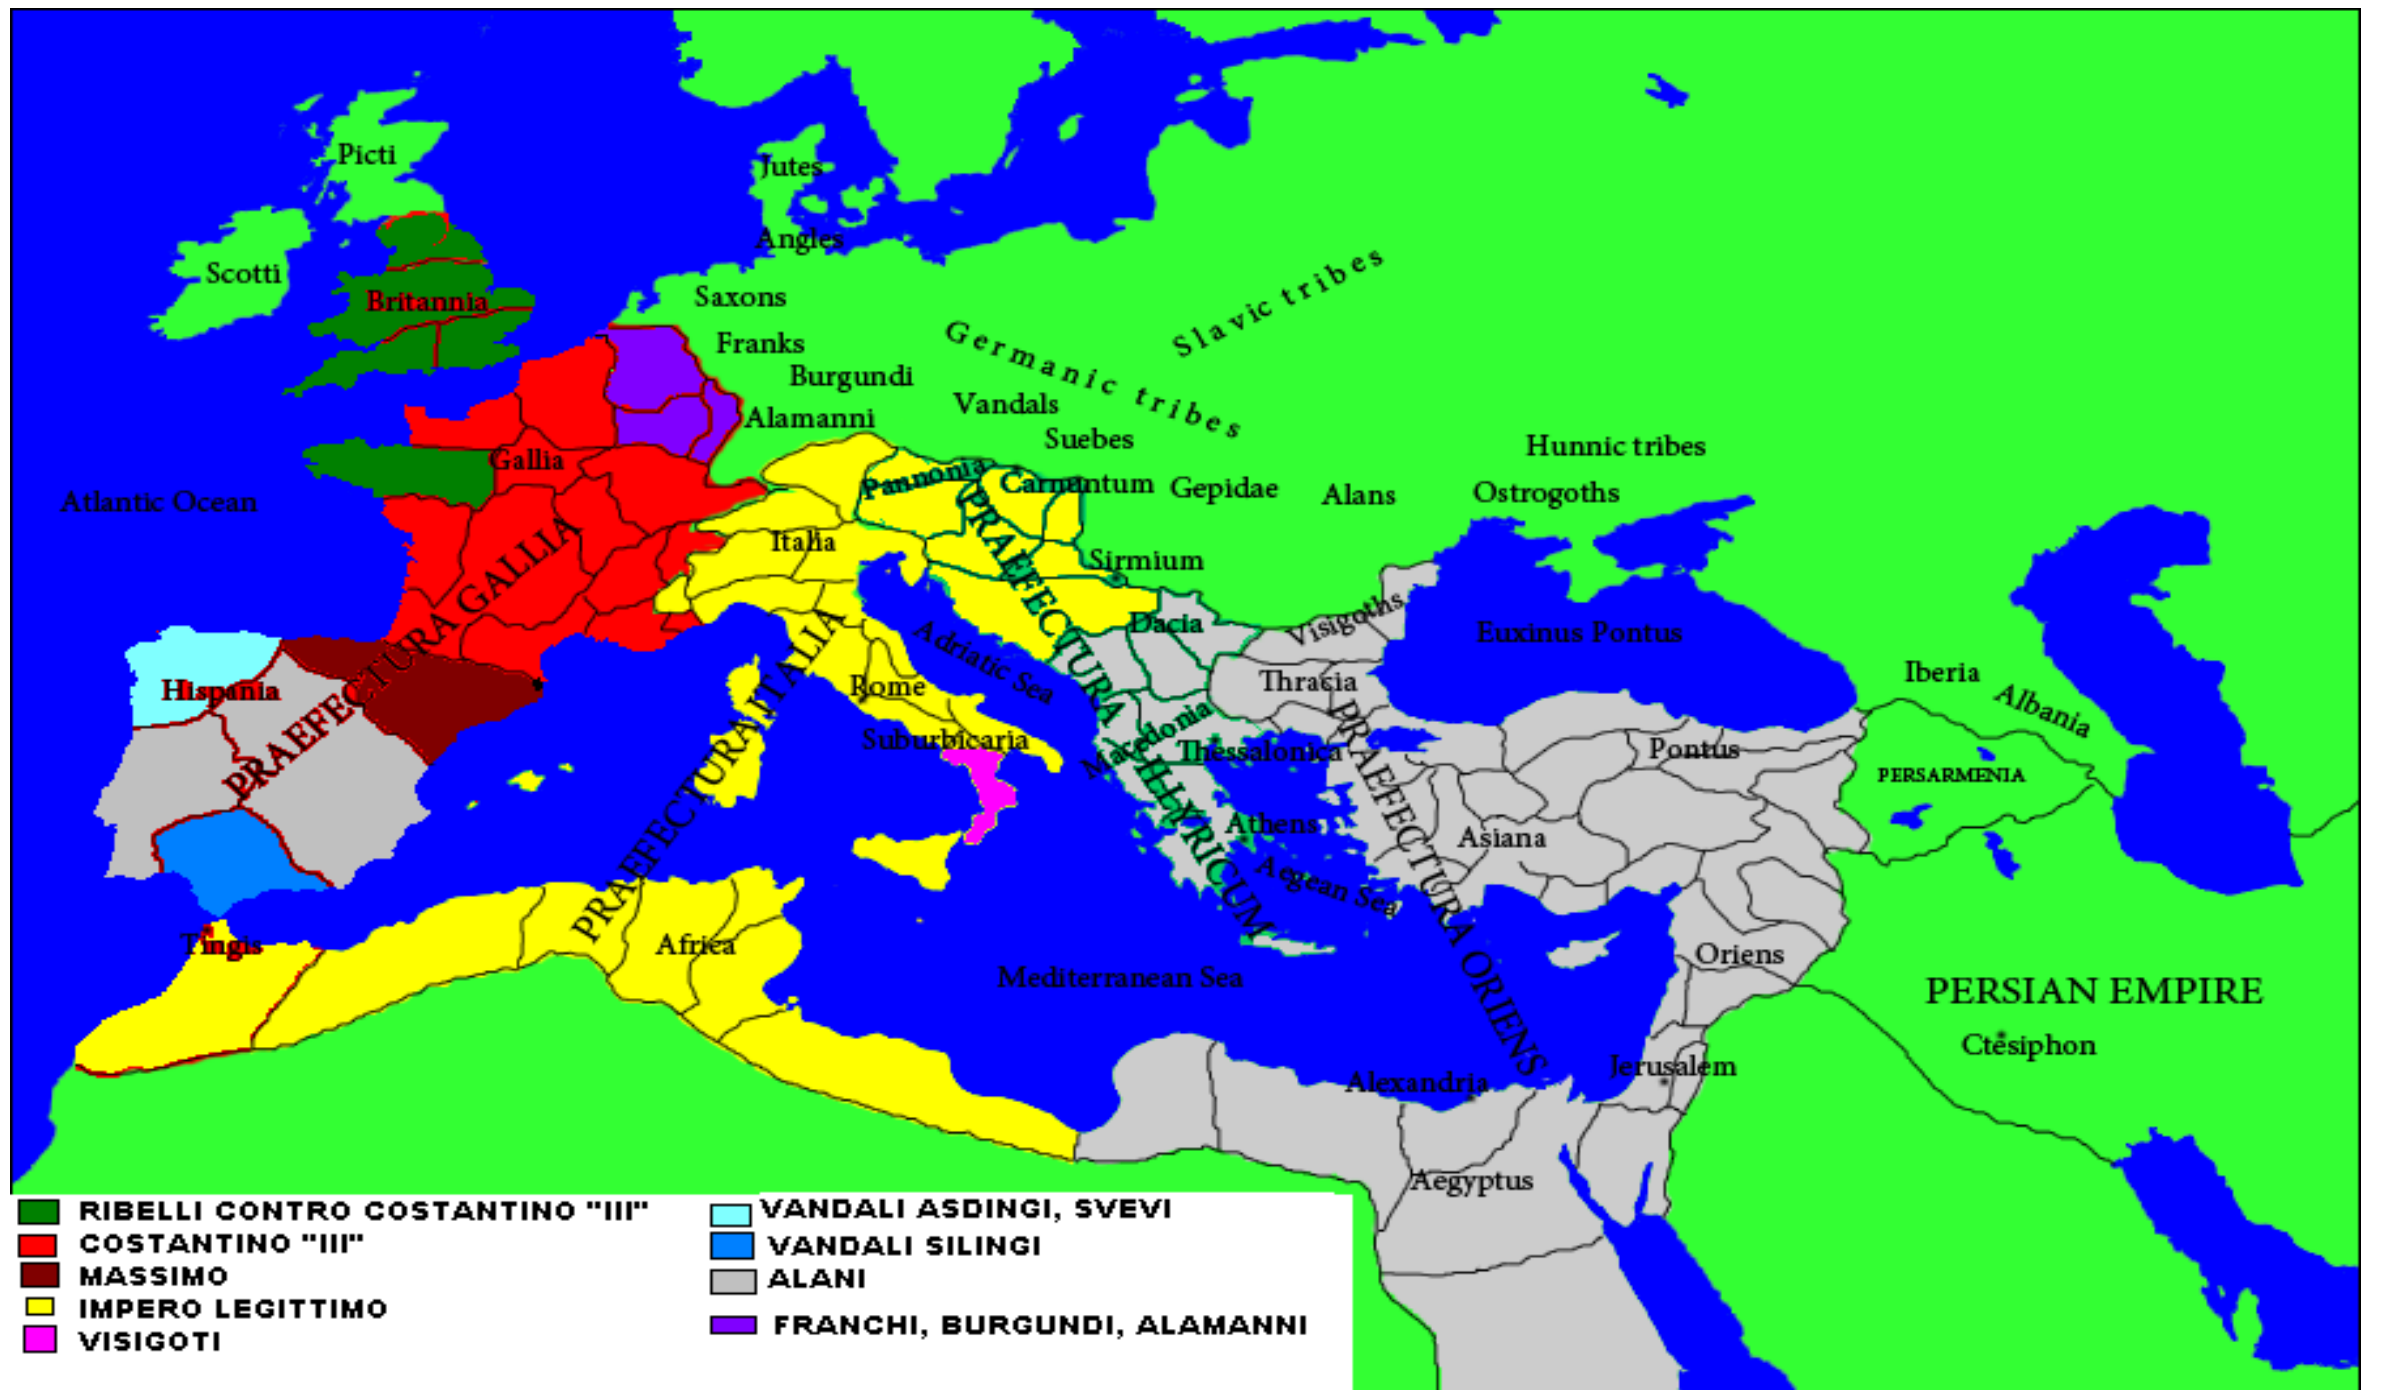 Picti
Jutes
Angles
Scotti
Slavic tribes
Saxons
Britannia
Germanic tribes
Franks
Burgundi
Vandals
Alamanni
Suebes
Hunnic tribes
Gallia
Pannonia
Carnuntum
Gepidae
Alans
Ostrogoths
Atlantic Ocean
Italia
Sirmium
PRAEFECTURA GALLIA
PRAEFECTURA ILLYRICUM
Dacia
Visigoths
Euxinus Pontus
Adriatic Sea
Iberia
Albania
Hispania
Rome
Thracia
PRAEFECTURA ITALIA
Macedonia
Suburbicaria
Thessalonica
Pontus
PERSARMENIA
PRAEFECTURA ORIENS
Athens
Asiana
Aegean Sea
Tingis
Africa
Oriens
Mediterranean Sea
PERSIAN EMPIRE
Ctesiphon
Jerusalem
Alexandria
Aegyptus
RIBELLI CONTRO COSTANTINO "III"
COSTANTINO "III"
MASSIMO
IMPERO LEGITTIMO
VISIGOTI
VANDALI ASDINGI, SVEVI
VANDALI SILINGI
ALANI
FRANCHI, BURGUNDI, ALAMANNI